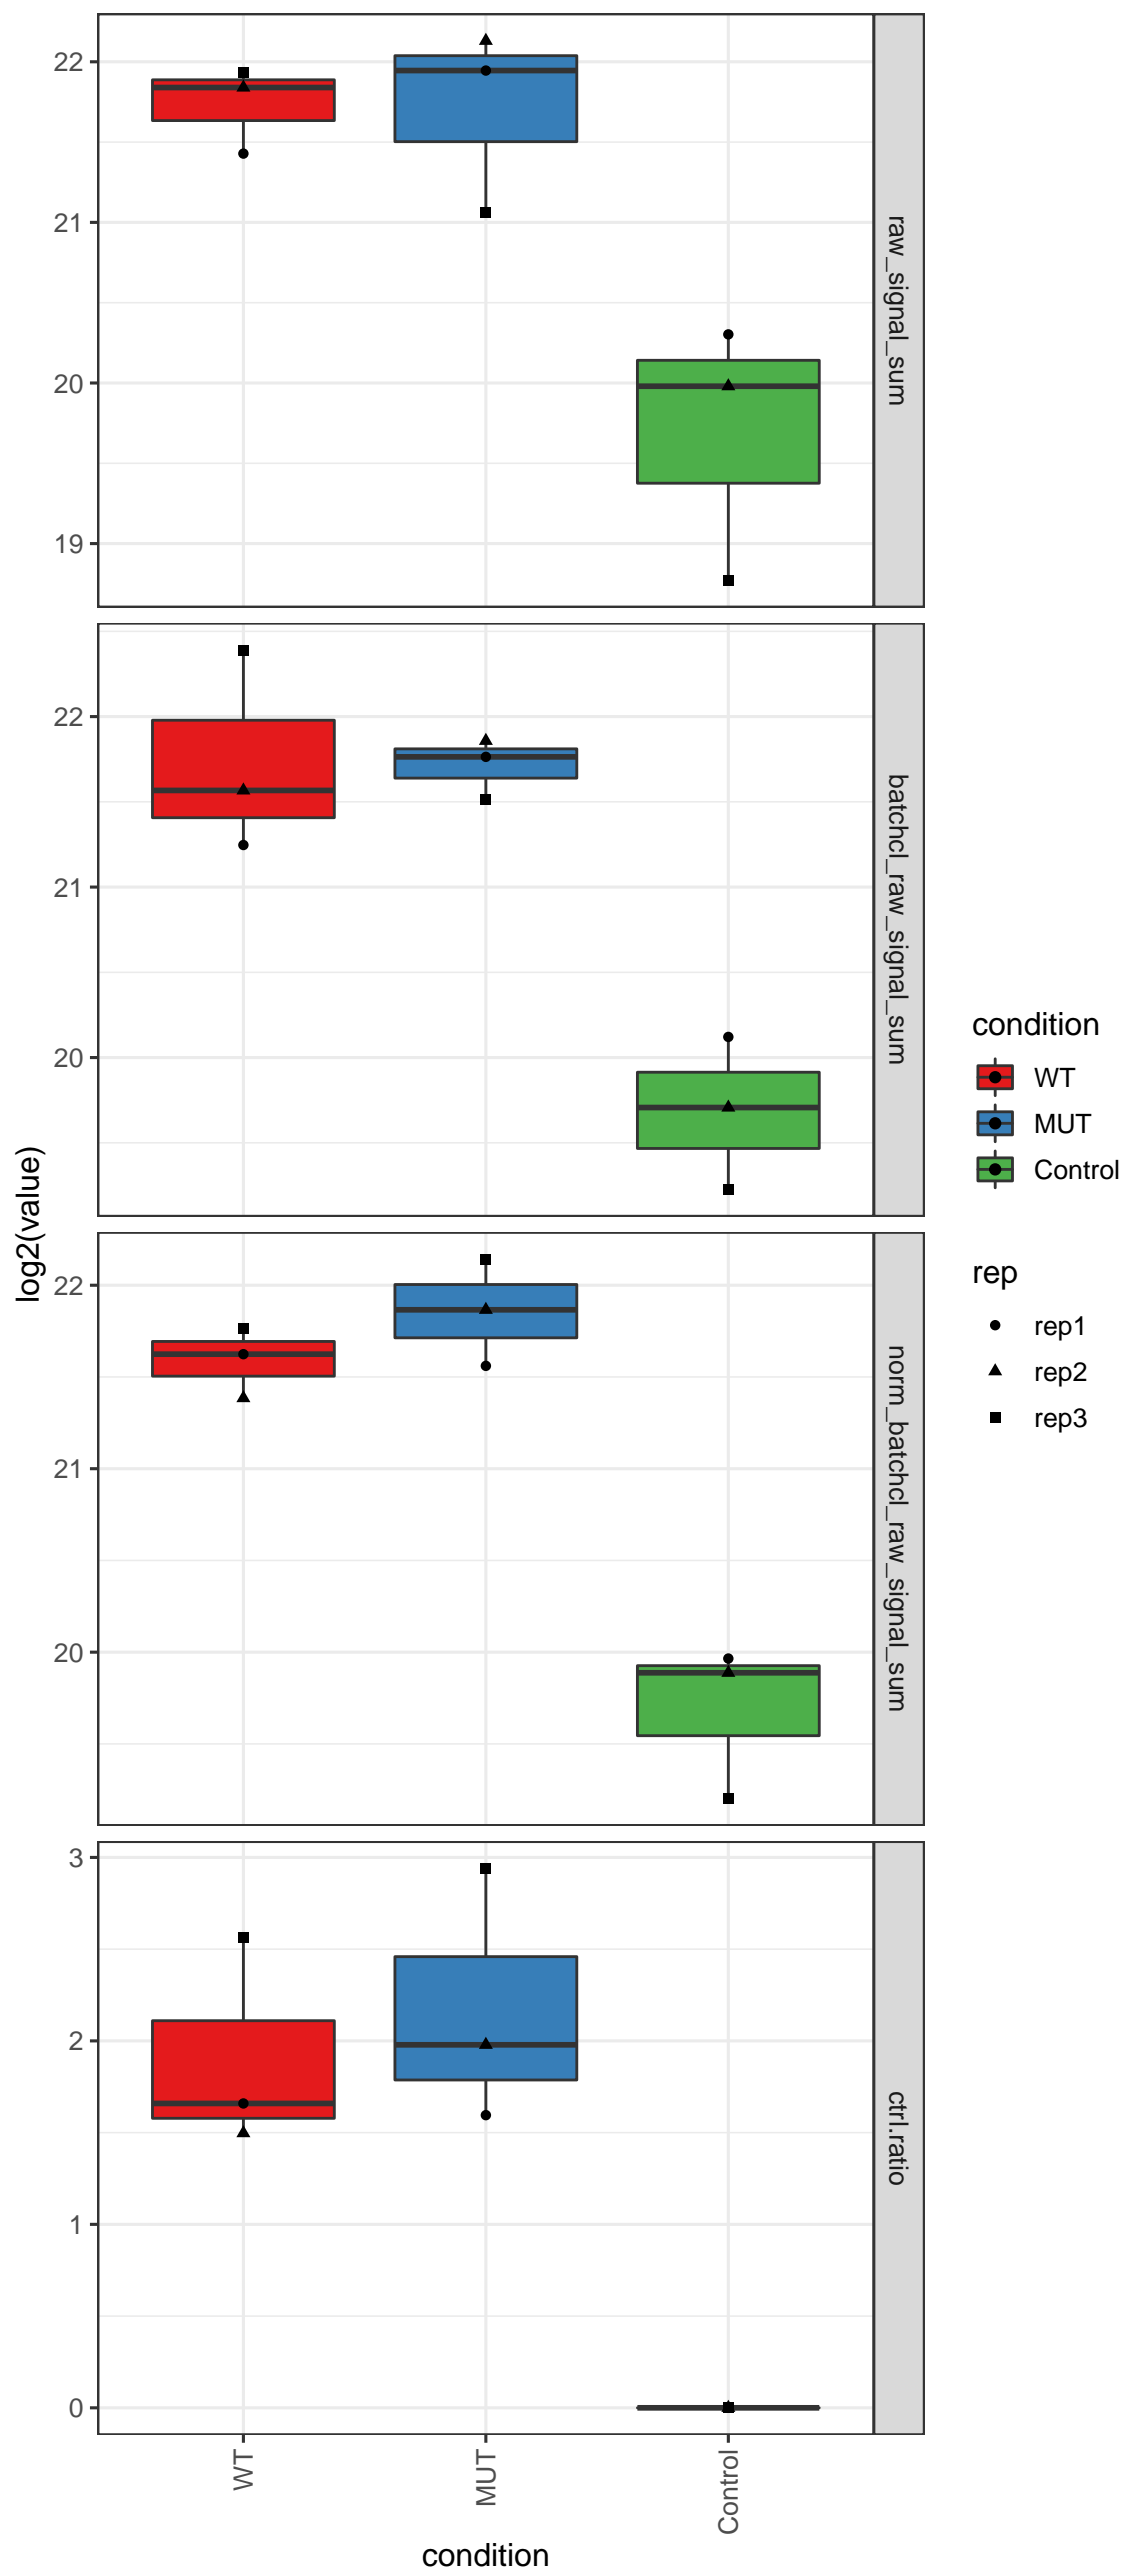 22
21
20
19
raw_signal_sum
22
21
20
batchcl_raw_signal_sum
22
21
20
norm_batchcl_raw_signal_sum
3
2
1
0
ctrl.ratio
WT
MUT
Control
condition
log2(value)
condition
WT
MUT
Control
rep
rep1
rep2
rep3